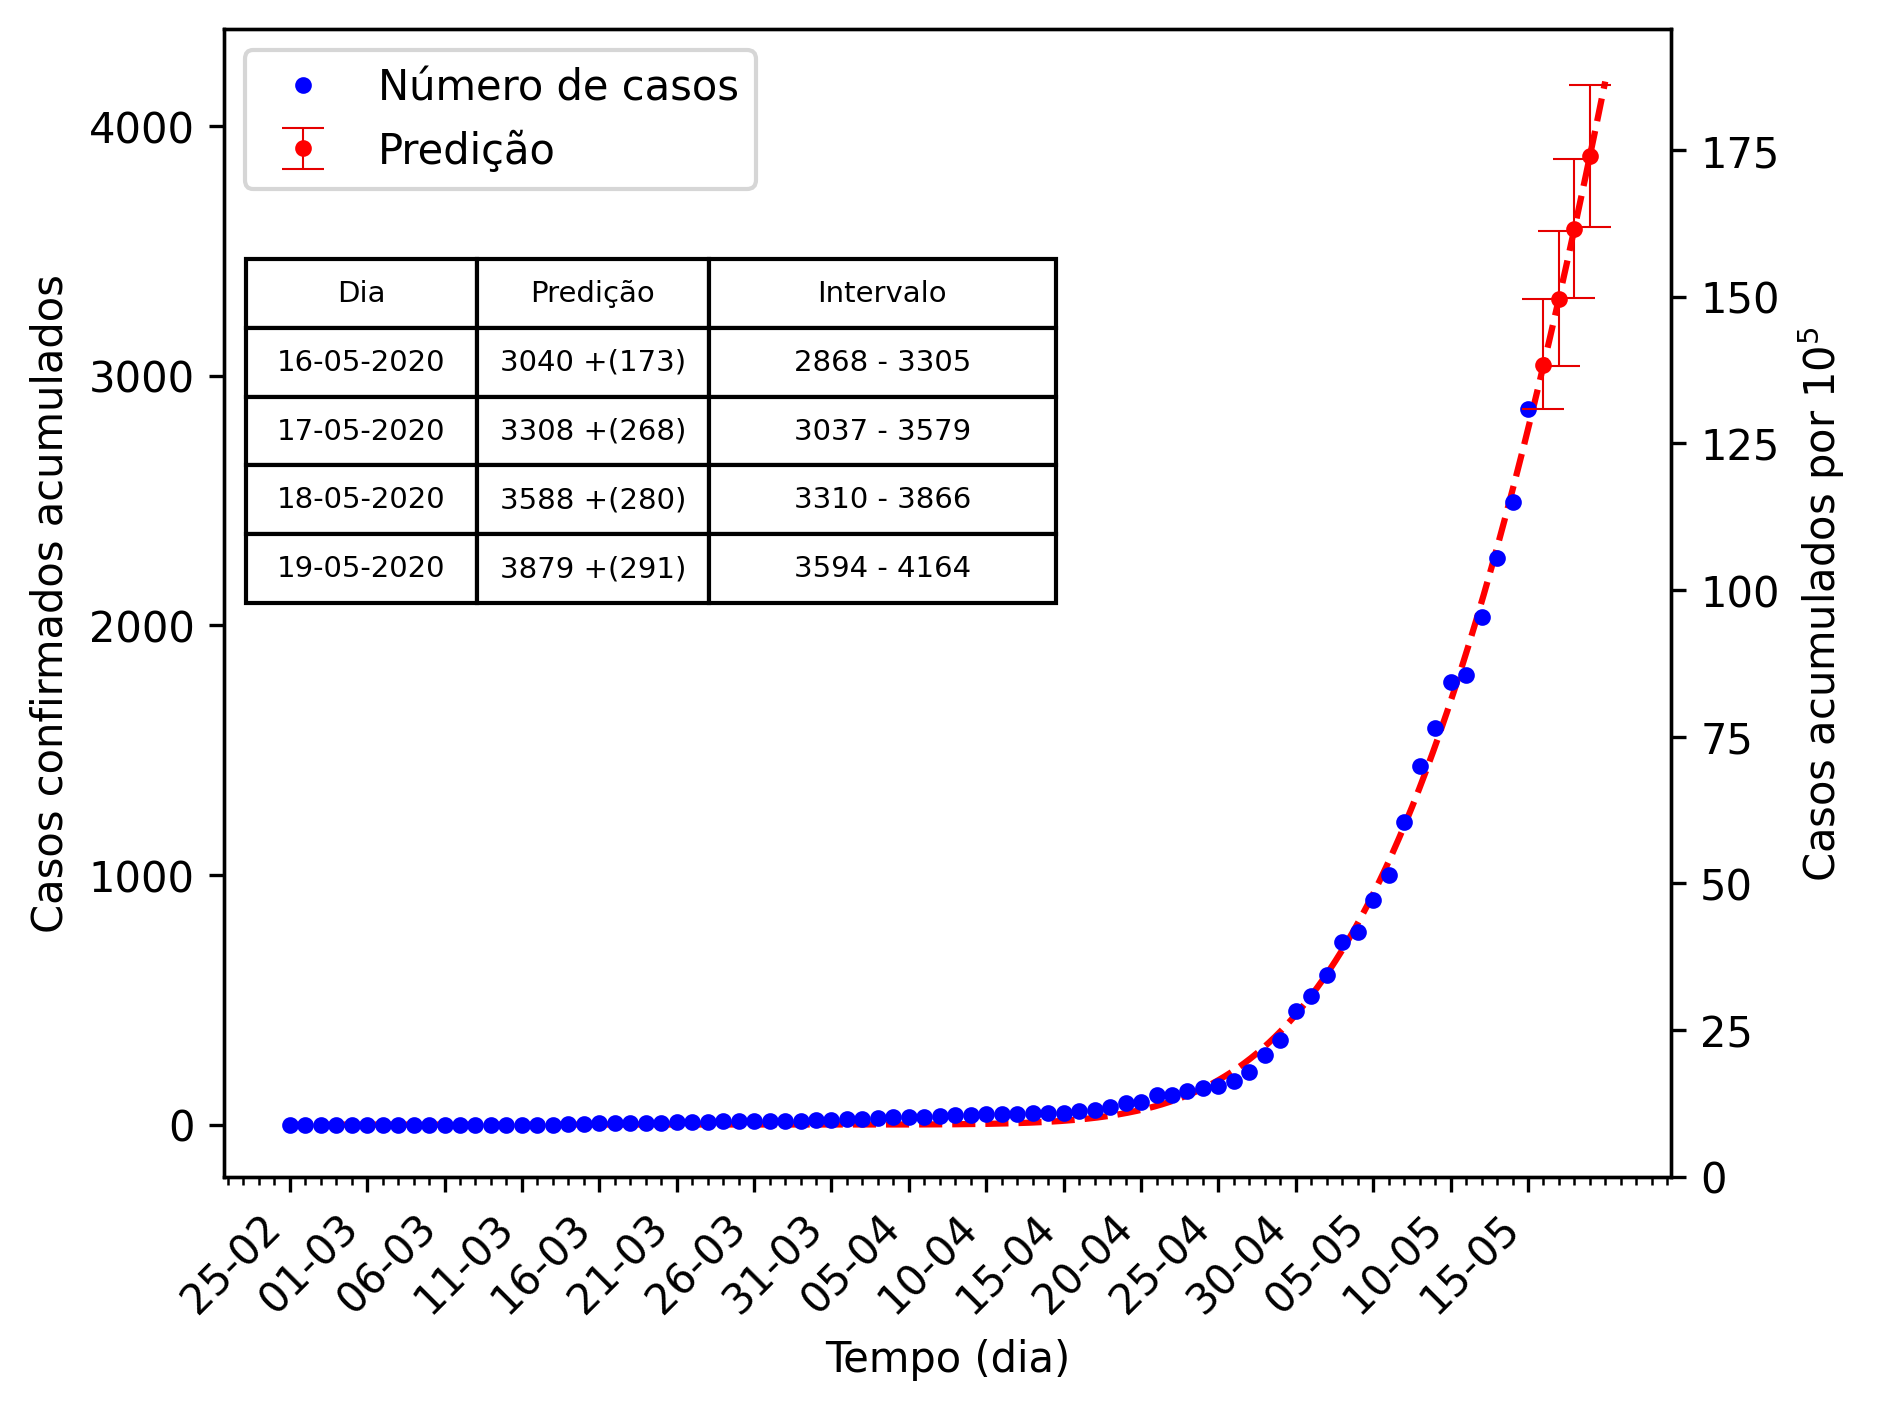 Número de casos
Predição
Dia Predição Intervalo
16-05-2020 3040 +(173) 2868 - 3305
17-05-2020 3308 +(268) 3037 - 3579
18-05-2020 3588 +(280) 3310 - 3866
19-05-2020 3879 +(291) 3594 - 4164
Casos confirmados acumulados
4000
3000
2000
1000
0
175
150
125
100
75
50
25
0
Casos acumulados por 10⁵
25-02 01-03 06-03 11-03 16-03 21-03 26-03 31-03 05-04 10-04 15-04 20-04 25-04 30-04 05-05 10-05 15-05
Tempo (dia)